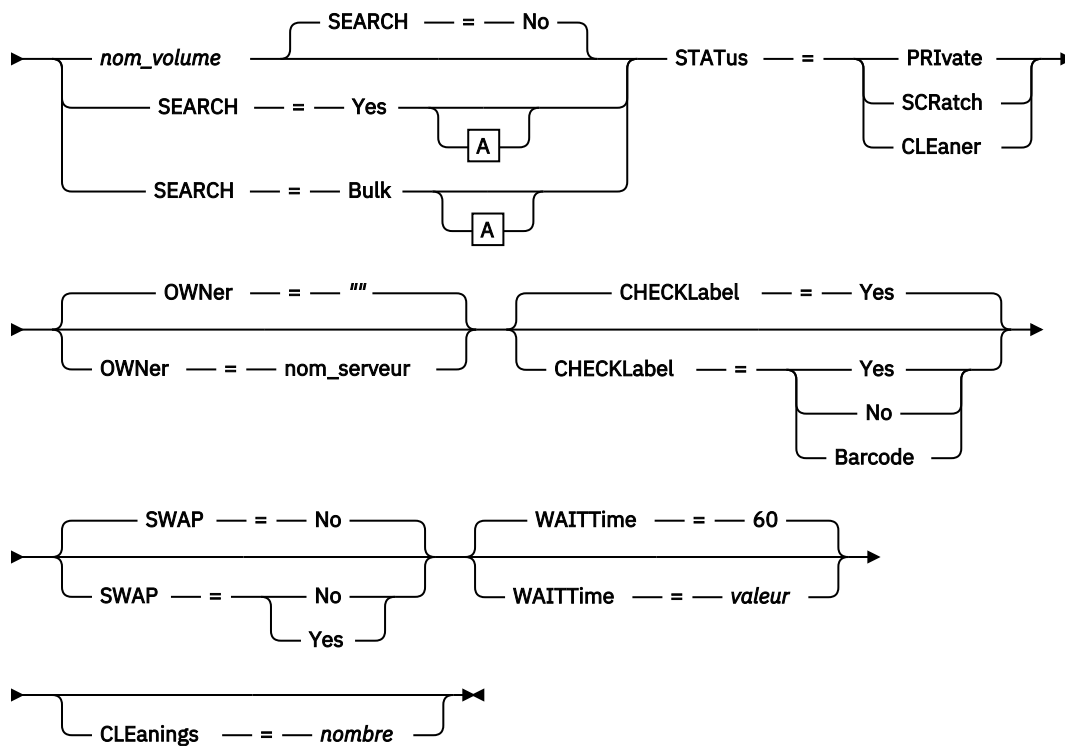 SEARCH = No
nom_volume STATus = PRIvate
SEARCH = Yes SCRatch
A CLEaner
SEARCH = Bulk
A
OWNer = "" CHECKLabel = Yes
OWNer = nom_serveur CHECKLabel = Yes
No
Barcode
SWAP = No WAITTime = 60
SWAP = No WAITTime = valeur
Yes
CLEanings = nombre